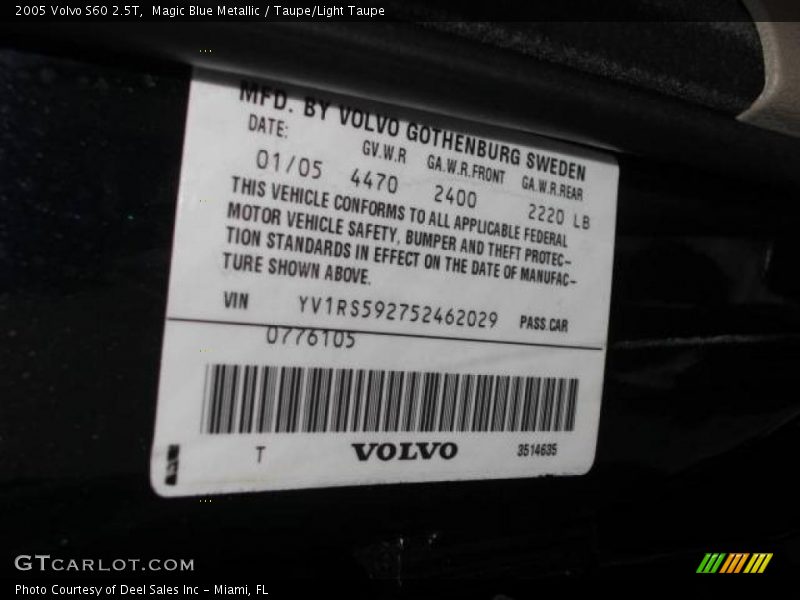 2005 Volvo S60 2.5T,  Magic Blue Metallic / Taupe/Light Taupe
MFD. BY VOLVO GOTHENBURG SWEDEN
DATE: GV.W.R GA.W.R.FRONT GA.W.R.REAR
01/05 4470 2400 2220 LB
THIS VEHICLE CONFORMS TO ALL APPLICABLE FEDERAL
MOTOR VEHICLE SAFETY, BUMPER AND THEFT PROTEC-
TION STANDARDS IN EFFECT ON THE DATE OF MANUFAC-
TURE SHOWN ABOVE.
VIN YV1RS592752462029 PASS.CAR
0776105
T VOLVO 3514635
GTCARLOT.COM
Photo Courtesy of Deel Sales Inc - Miami, FL